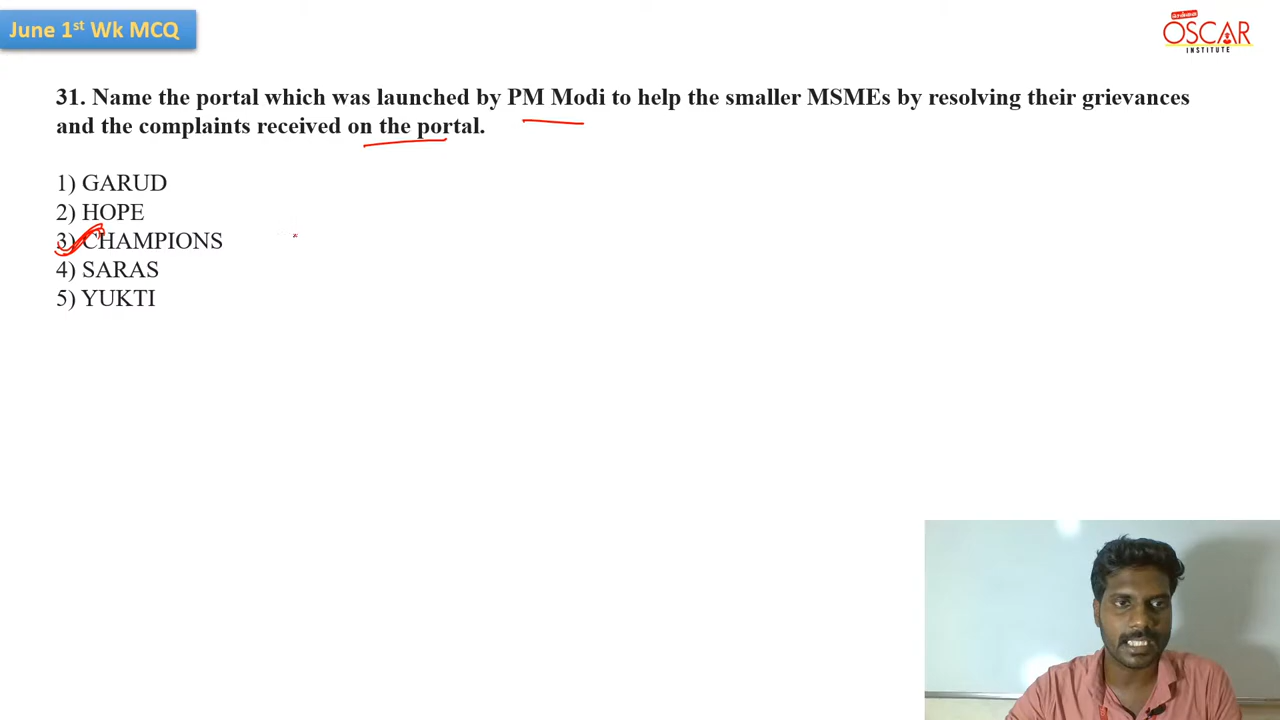 June 1st Wk MCQ
சென்னை
OSCAR
INSTITUTE
31. Name the portal which was launched by PM Modi to help the smaller MSMEs by resolving their grievances
and the complaints received on the portal.
1) GARUD
2) HOPE
3) CHAMPIONS
4) SARAS
5) YUKTI